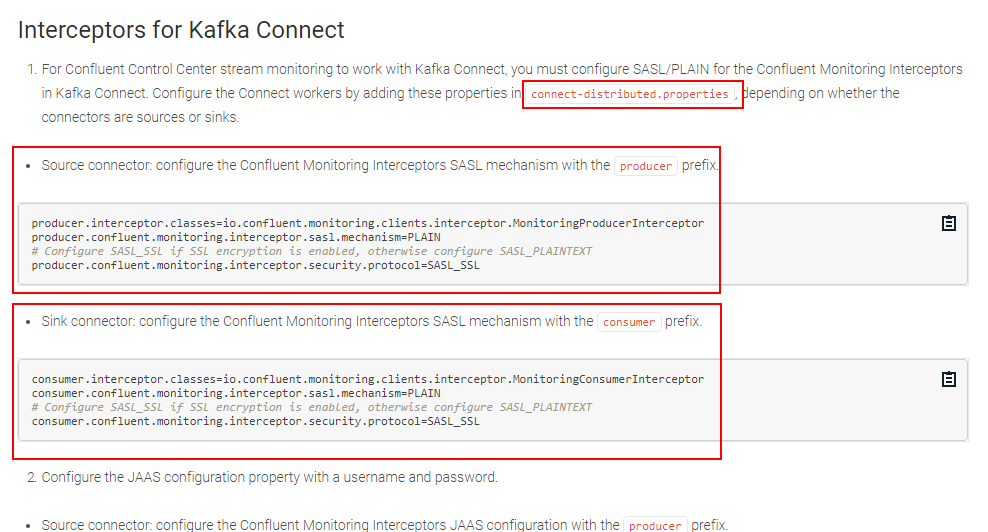 Interceptors for Kafka Connect
1. For Confluent Control Center stream monitoring to work with Kafka Connect, you must configure SASL/PLAIN for the Confluent Monitoring Interceptors
in Kafka Connect. Configure the Connect workers by adding these properties in connect-distributed.properties, depending on whether the
connectors are sources or sinks.
• Source connector: configure the Confluent Monitoring Interceptors SASL mechanism with the producer prefix.
producer.interceptor.classes=io.confluent.monitoring.clients.interceptor.MonitoringProducerInterceptor
producer.confluent.monitoring.interceptor.sasl.mechanism=PLAIN
# Configure SASL_SSL if SSL encryption is enabled, otherwise configure SASL_PLAINTEXT
producer.confluent.monitoring.interceptor.security.protocol=SASL_SSL
• Sink connector: configure the Confluent Monitoring Interceptors SASL mechanism with the consumer prefix.
consumer.interceptor.classes=io.confluent.monitoring.clients.interceptor.MonitoringConsumerInterceptor
consumer.confluent.monitoring.interceptor.sasl.mechanism=PLAIN
# Configure SASL_SSL if SSL encryption is enabled, otherwise configure SASL_PLAINTEXT
consumer.confluent.monitoring.interceptor.security.protocol=SASL_SSL
2. Configure the JAAS configuration property with a username and password.
• Source connector: configure the Confluent Monitoring Interceptors JAAS configuration with the producer prefix.